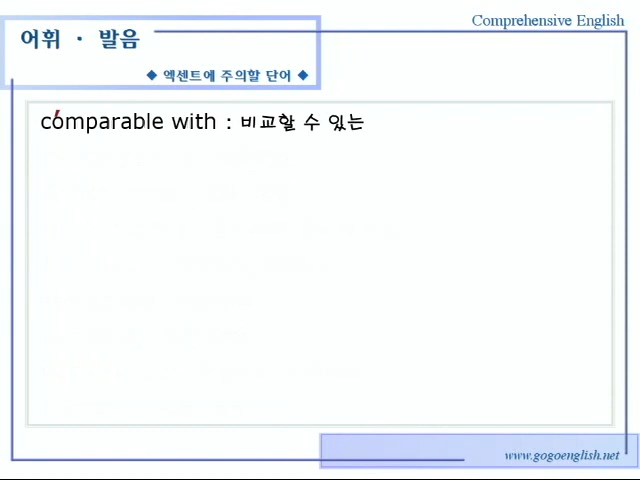 Comprehensive English
어휘 · 발음
◆ 엑센트에 주의할 단어 ◆
comparable with : 비교할 수 있는
www.gogoenglish.net